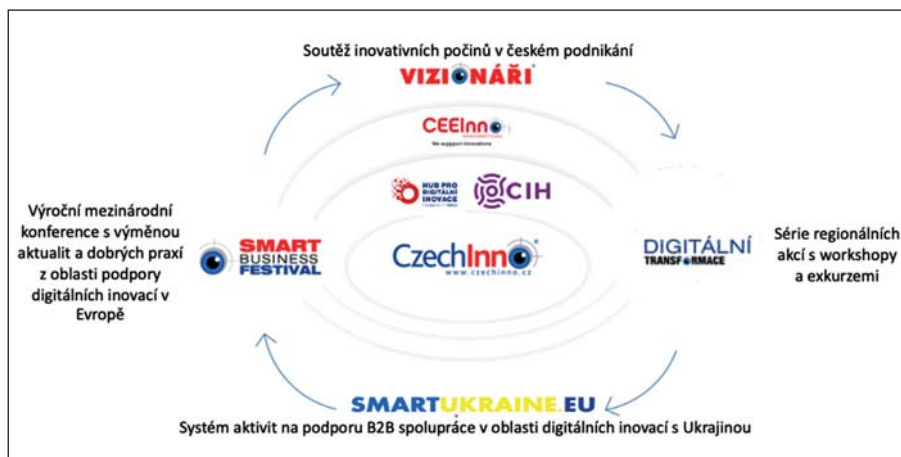 Soutěž inovativních počinů v českém podnikání
VIZIONÁŘI
CEEInno
We support innovations
HUB PRO
DIGITÁLNÍ
INOVACE
CIH
Výroční mezinárodní
konference s výměnou
aktualit a dobrých praxí
z oblasti podpory
digitálních inovací v
Evropě
SMART
BUSINESS
FESTIVAL
CzechInno
www.czechinno.cz
DIGITÁLNÍ
TRANSFORMACE
Série regionálních
akcí s workshopy
a exkurzemi
SMARTUKRAINE.EU
Systém aktivit na podporu B2B spolupráce v oblasti digitálních inovací s Ukrajinou